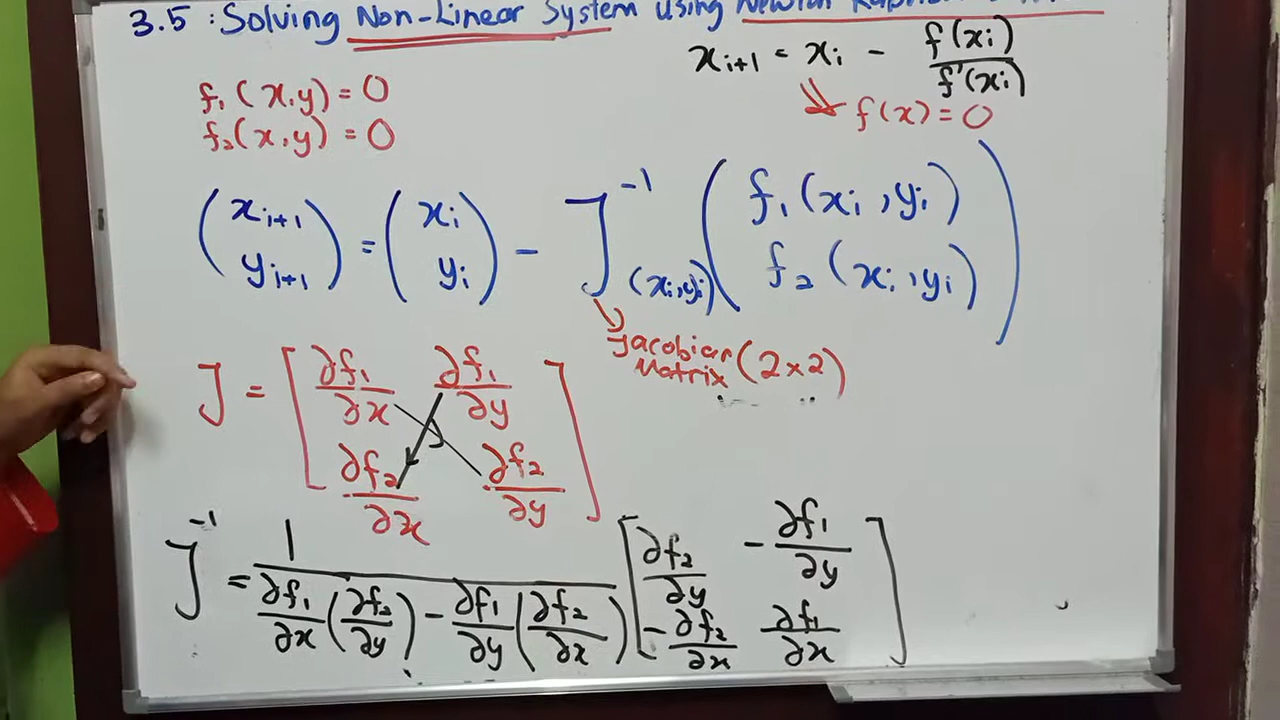 3.5 : Solving Non-Linear System using Newton Raphson
x_{i+1} = x_i - f(x_i) / f'(x_i)
f(x) = 0
f_1(x,y) = 0
f_2(x,y) = 0
(x_{i+1} y_{i+1}) = (x_i y_i) - J^{-1}_{(x_i,y_i)} (f_1(x_i,y_i) f_2(x_i,y_i))
Jacobian
Matrix (2×2)
J = [∂f_1/∂x ∂f_1/∂y
∂f_2/∂x ∂f_2/∂y]
J^{-1} = 1 / (∂f_1/∂x (∂f_2/∂y) - ∂f_1/∂y (∂f_2/∂x)) [∂f_2/∂y -∂f_1/∂y
-∂f_2/∂x ∂f_1/∂x]